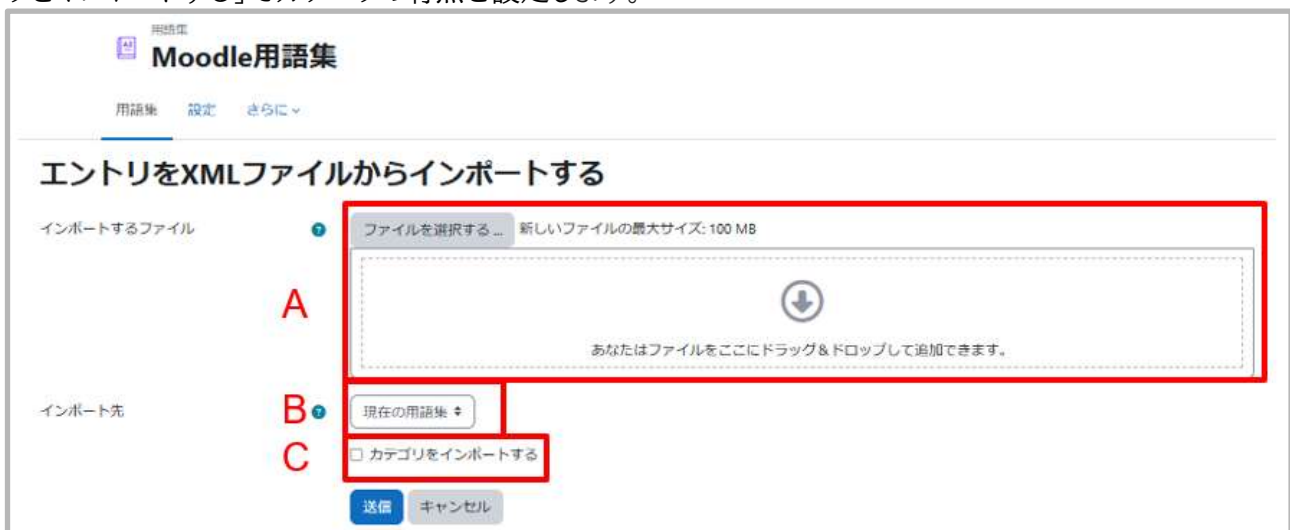 用語集
Moodle用語集
用語集 設定 さらに
エントリをXMLファイルからインポートする
インポートするファイル ファイルを選択する ... 新しいファイルの最大サイズ: 100 MB
A
あなたはファイルをここにドラッグ&ドロップして追加できます。
インポート先 B 現在の用語集
C カテゴリをインポートする
送信 キャンセル